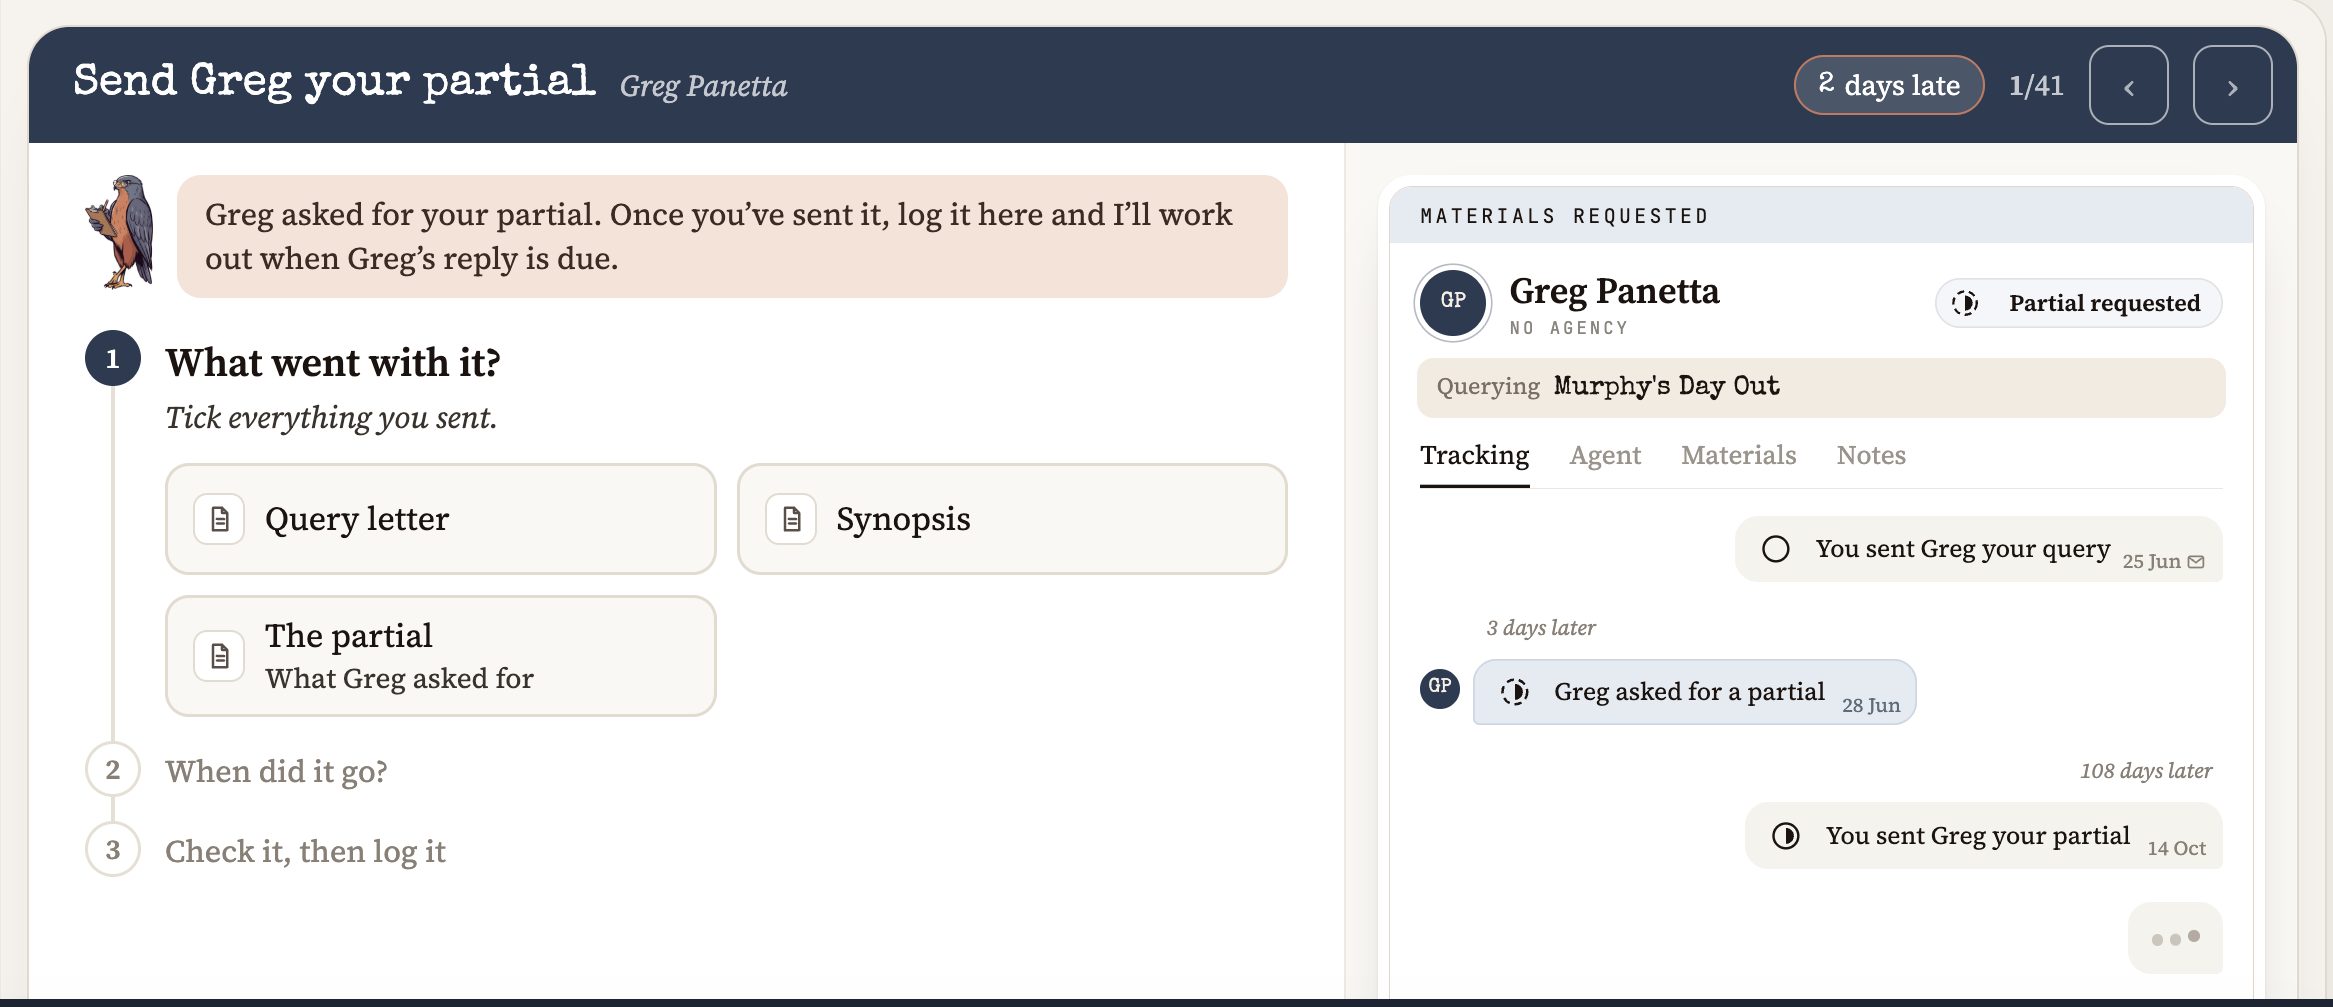 Send Greg your partial Greg Panetta
2 days late 1/41 ‹ ›
Greg asked for your partial. Once you’ve sent it, log it here and I’ll work
out when Greg’s reply is due.
1 What went with it?
Tick everything you sent.
Query letter
Synopsis
The partial
What Greg asked for
2 When did it go?
3 Check it, then log it
MATERIALS REQUESTED
GP Greg Panetta
NO AGENCY
Partial requested
Querying Murphy's Day Out
Tracking Agent Materials Notes
You sent Greg your query 25 Jun
3 days later
GP Greg asked for a partial 28 Jun
108 days later
You sent Greg your partial 14 Oct